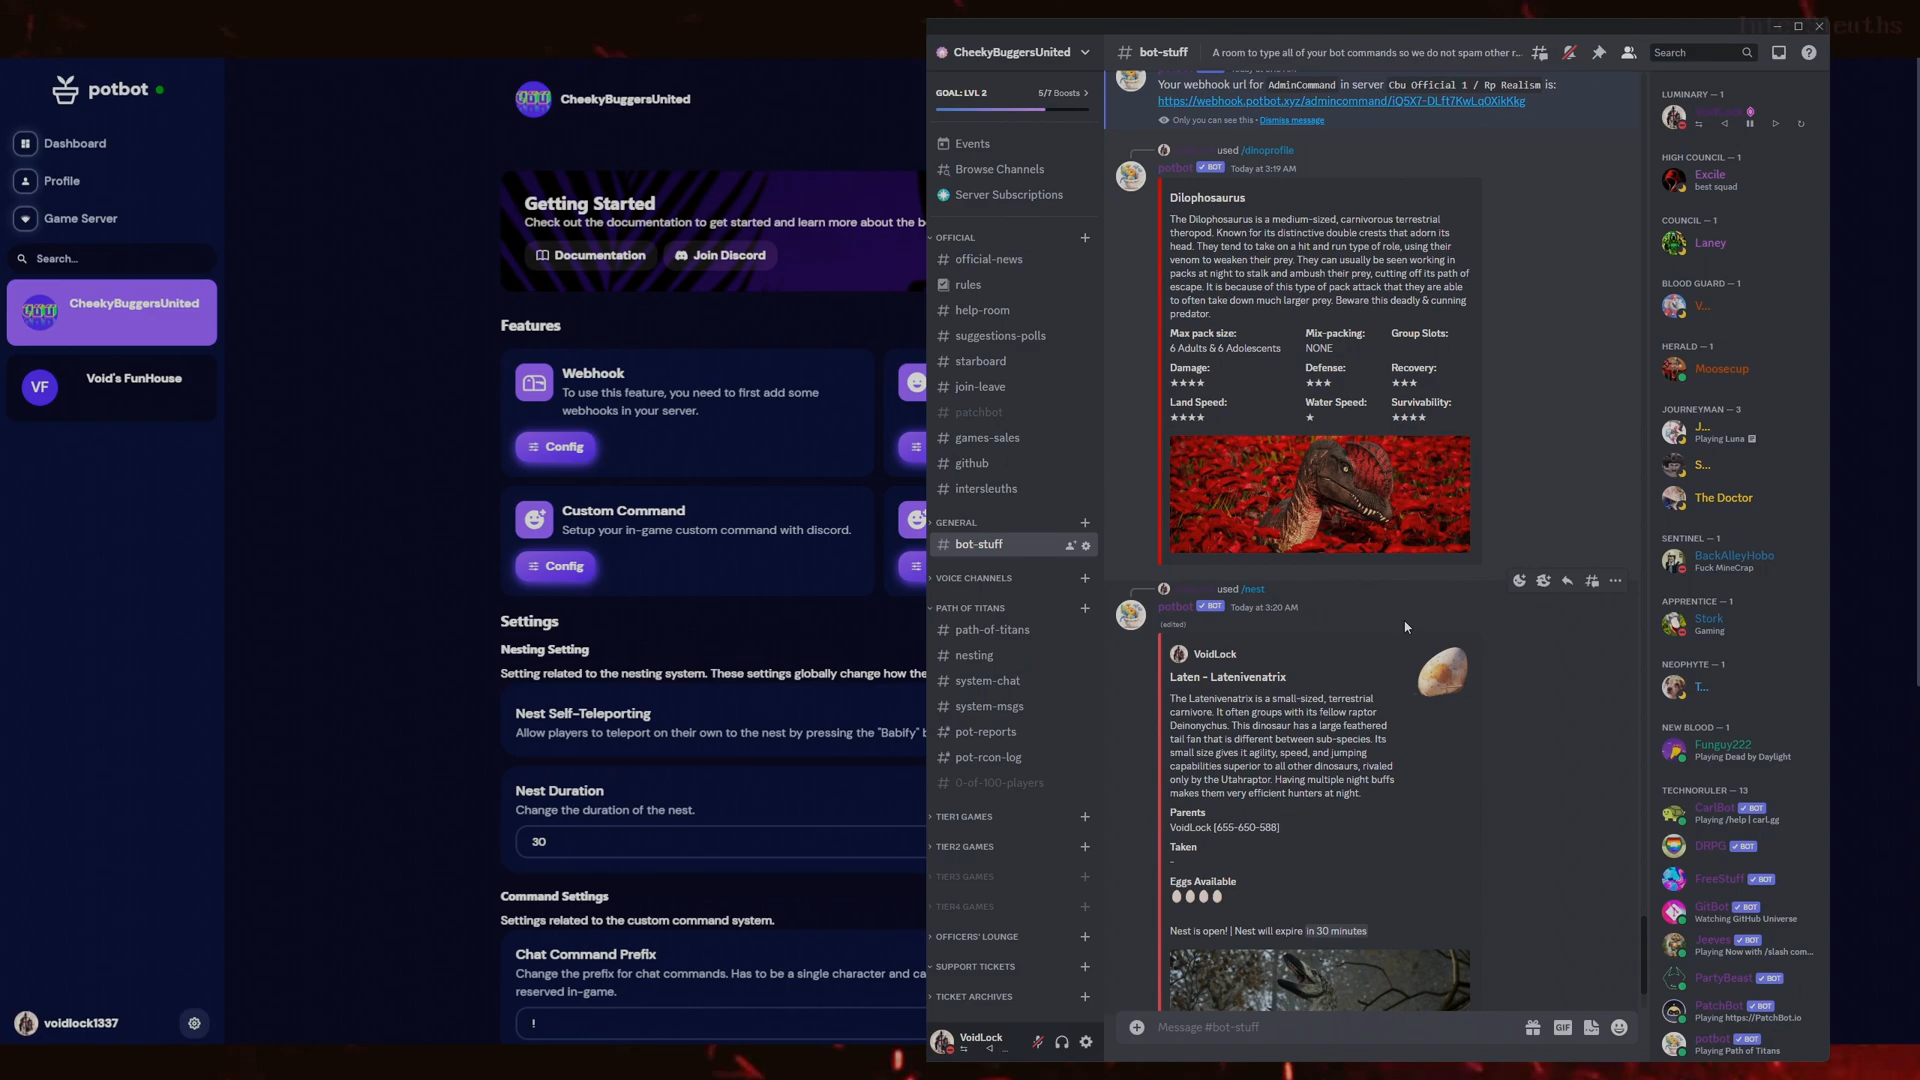 potbot
Dashboard
Profile
Game Server
Search...
CheekyBuggersUnited
VF
Void's FunHouse
voidlock1337
CheekyBuggersUnited
Getting Started
Check out the documentation to get started and learn more about the b
Documentation
Join Discord
Features
Webhook
To use this feature, you need to first add some
webhooks in your server.
Config
Custom Command
Setup your in-game custom command with discord.
Config
Settings
Nesting Setting
Setting related to the nesting system. These settings globally change how the
Nest Self-Teleporting
Allow players to teleport on their own to the nest by pressing the "Babify" b
Nest Duration
Change the duration of the nest.
30
Command Settings
Settings related to the custom command system.
Chat Command Prefix
Change the prefix for chat commands. Has to be a single character and ca
reserved in-game.
!
CheekyBuggersUnited
GOAL: LVL 2
5/7 Boosts
Events
Browse Channels
Server Subscriptions
OFFICIAL
official-news
rules
help-room
suggestions-polls
starboard
join-leave
patchbot
games-sales
github
intersleuths
GENERAL
bot-stuff
VOICE CHANNELS
PATH OF TITANS
path-of-titans
nesting
system-chat
system-msgs
pot-reports
pot-rcon-log
0-of-100-players
TIER1 GAMES
TIER2 GAMES
TIER3 GAMES
TIER4 GAMES
OFFICERS' LOUNGE
SUPPORT TICKETS
TICKET ARCHIVES
VoidLock
# bot-stuff
A room to type all of your bot commands so we do not spam other r...
Search
Your webhook url for AdminCommand in server Cbu Official 1 / Rp Realism is:
https://webhook.potbot.xyz/admincommand/iQ5X7-DLft7KwLq0XikKkg
Only you can see this • Dismiss message
used /dinoprofile
potbot BOT Today at 3:19 AM
Dilophosaurus
The Dilophosaurus is a medium-sized, carnivorous terrestrial
theropod. Known for its distinctive double crests that adorn its
head. They tend to take on a hit and run type of role, using their
venom to weaken their prey. They can usually be seen working in
packs at night to stalk and ambush their prey, cutting off its path of
escape. It is because of this type of pack attack that they are able
to often take down much larger prey. Beware this deadly & cunning
predator.
Max pack size: Mix-packing: Group Slots:
6 Adults & 6 Adolescents NONE
Damage: Defense: Recovery:
★★★★ ★★★ ★★★
Land Speed: Water Speed: Survivability:
★★★★ ★ ★★★★
used /nest
potbot BOT Today at 3:20 AM
(edited)
VoidLock
Laten - Latenivenatrix
The Latenivenatrix is a small-sized, terrestrial
carnivore. It often groups with its fellow raptor
Deinonychus. This dinosaur has a large feathered
tail fan that is different between sub-species. Its
small size gives it agility, speed, and jumping
capabilities superior to all other dinosaurs, rivaled
only by the Utahraptor. Having multiple night buffs
makes them very efficient hunters at night.
Parents
VoidLock [655-650-588]
Taken
-
Eggs Available
Nest is open! | Nest will expire in 30 minutes
Message #bot-stuff
GIF
LUMINARY — 1
VoidLock
HIGH COUNCIL — 1
Excile
best squad
COUNCIL — 1
Laney
BLOOD GUARD — 1
V...
HERALD — 1
Moosecup
JOURNEYMAN — 3
J...
Playing Luna
S...
The Doctor
SENTINEL — 1
BackAlleyHobo
Fuck MineCrap
APPRENTICE — 1
Stork
Gaming
NEOPHYTE — 1
T...
NEW BLOOD — 1
Funguy222
Playing Dead by Daylight
TECHNORULER — 13
CarlBot BOT
Playing /help | carl.gg
DRPG BOT
FreeStuff BOT
GitBot BOT
Watching GitHub Universe
Jeeves BOT
Playing Now with /slash com...
PartyBeast BOT
PatchBot BOT
Playing https://PatchBot.io
potbot BOT
Playing Path of Titans